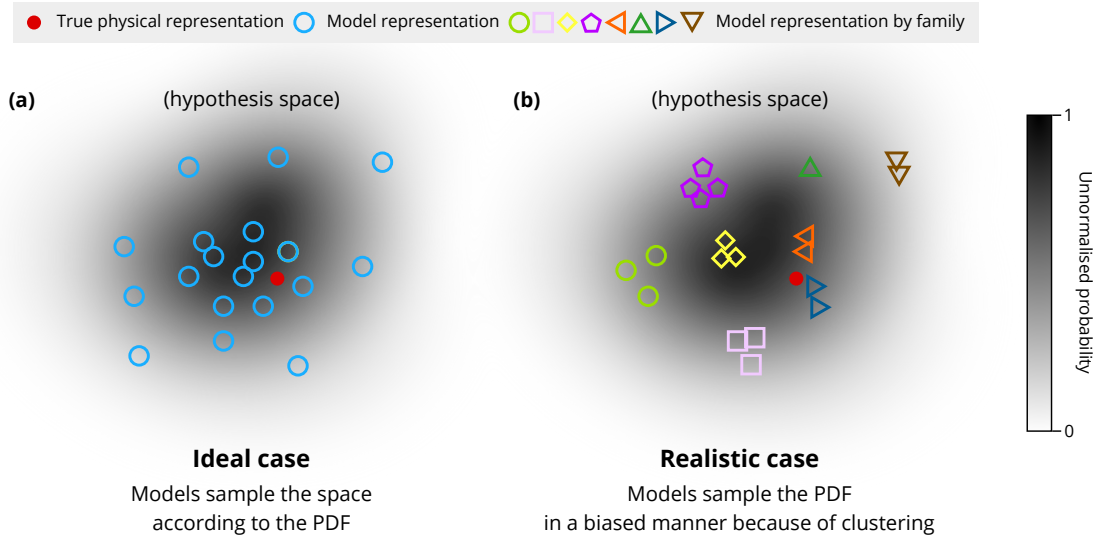 True physical representation Model representation Model representation by family
(a) (hypothesis space)
(b) (hypothesis space)
1
Unnormalised probability
0
Ideal case
Models sample the space
according to the PDF
Realistic case
Models sample the PDF
in a biased manner because of clustering